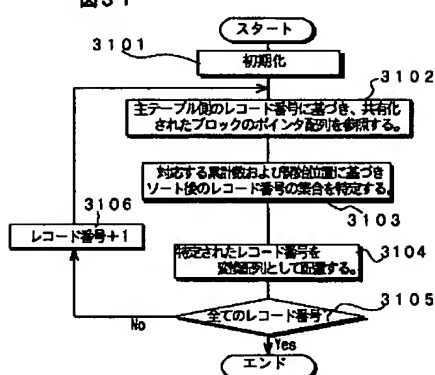 図31
スタート
3101
初期化
3102
主テーブル側のレコード番号に基づき、共有化
されたブロックのポインタ配列を参照する。
対応する累計数および開始位置に基づき
ソート後のレコード番号の集合を特定する。
3103
3106
レコード番号+1
特定されたレコード番号を
変換配列として配置する。
3104
3105
全てのレコード番号?
No
Yes
エンド